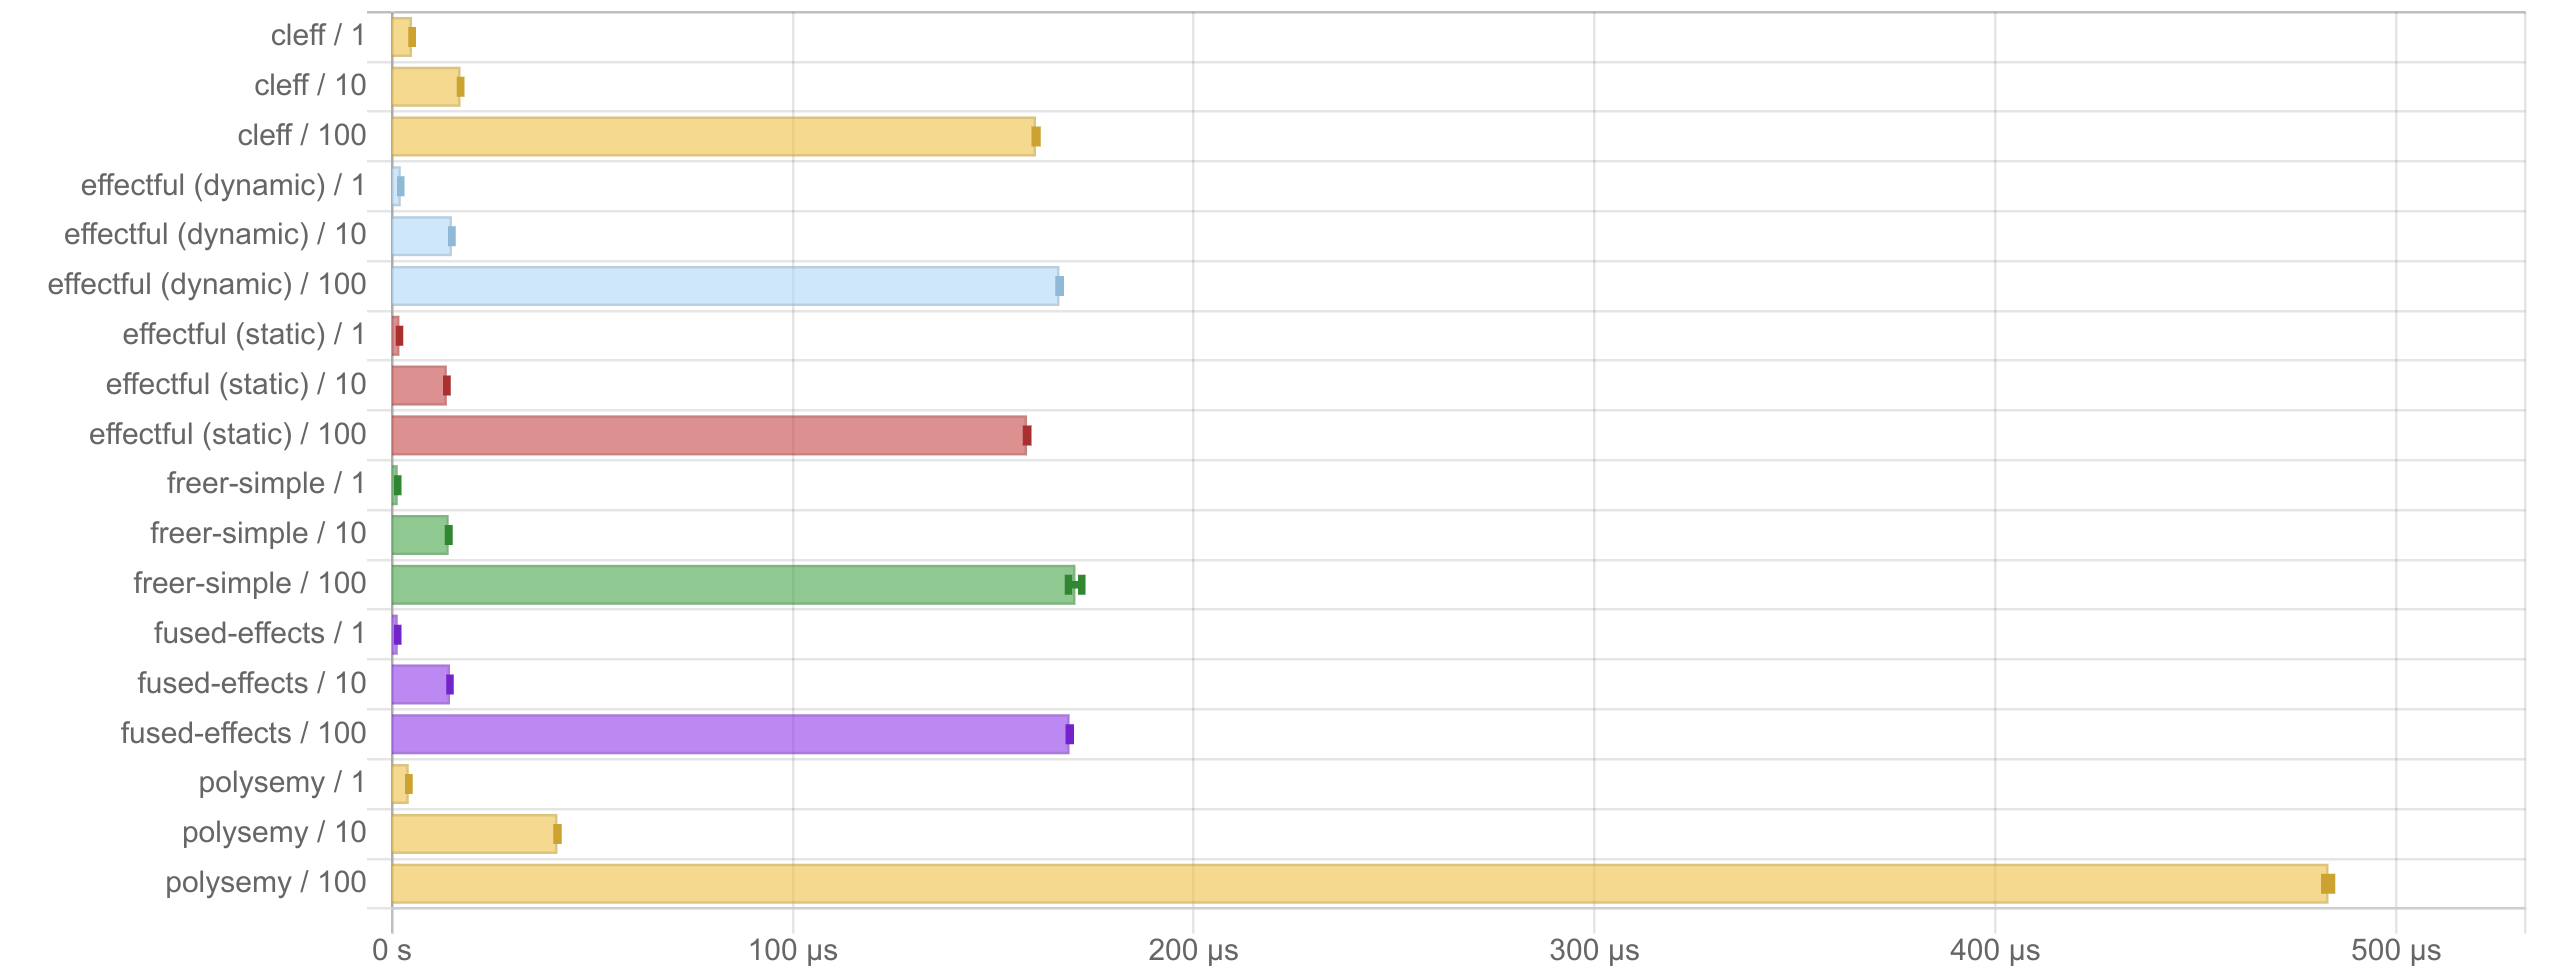 cleff / 1
cleff / 10
cleff / 100
effectful (dynamic) / 1
effectful (dynamic) / 10
effectful (dynamic) / 100
effectful (static) / 1
effectful (static) / 10
effectful (static) / 100
freer-simple / 1
freer-simple / 10
freer-simple / 100
fused-effects / 1
fused-effects / 10
fused-effects / 100
polysemy / 1
polysemy / 10
polysemy / 100
0 s 100 μs 200 μs 300 μs 400 μs 500 μs